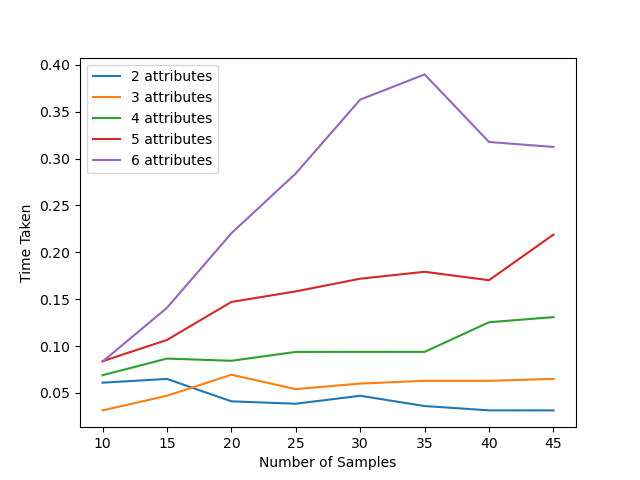 0.40
0.35
0.30
0.25
0.20
0.15
0.10
0.05
Time Taken
2 attributes
3 attributes
4 attributes
5 attributes
6 attributes
10 15 20 25 30 35 40 45
Number of Samples